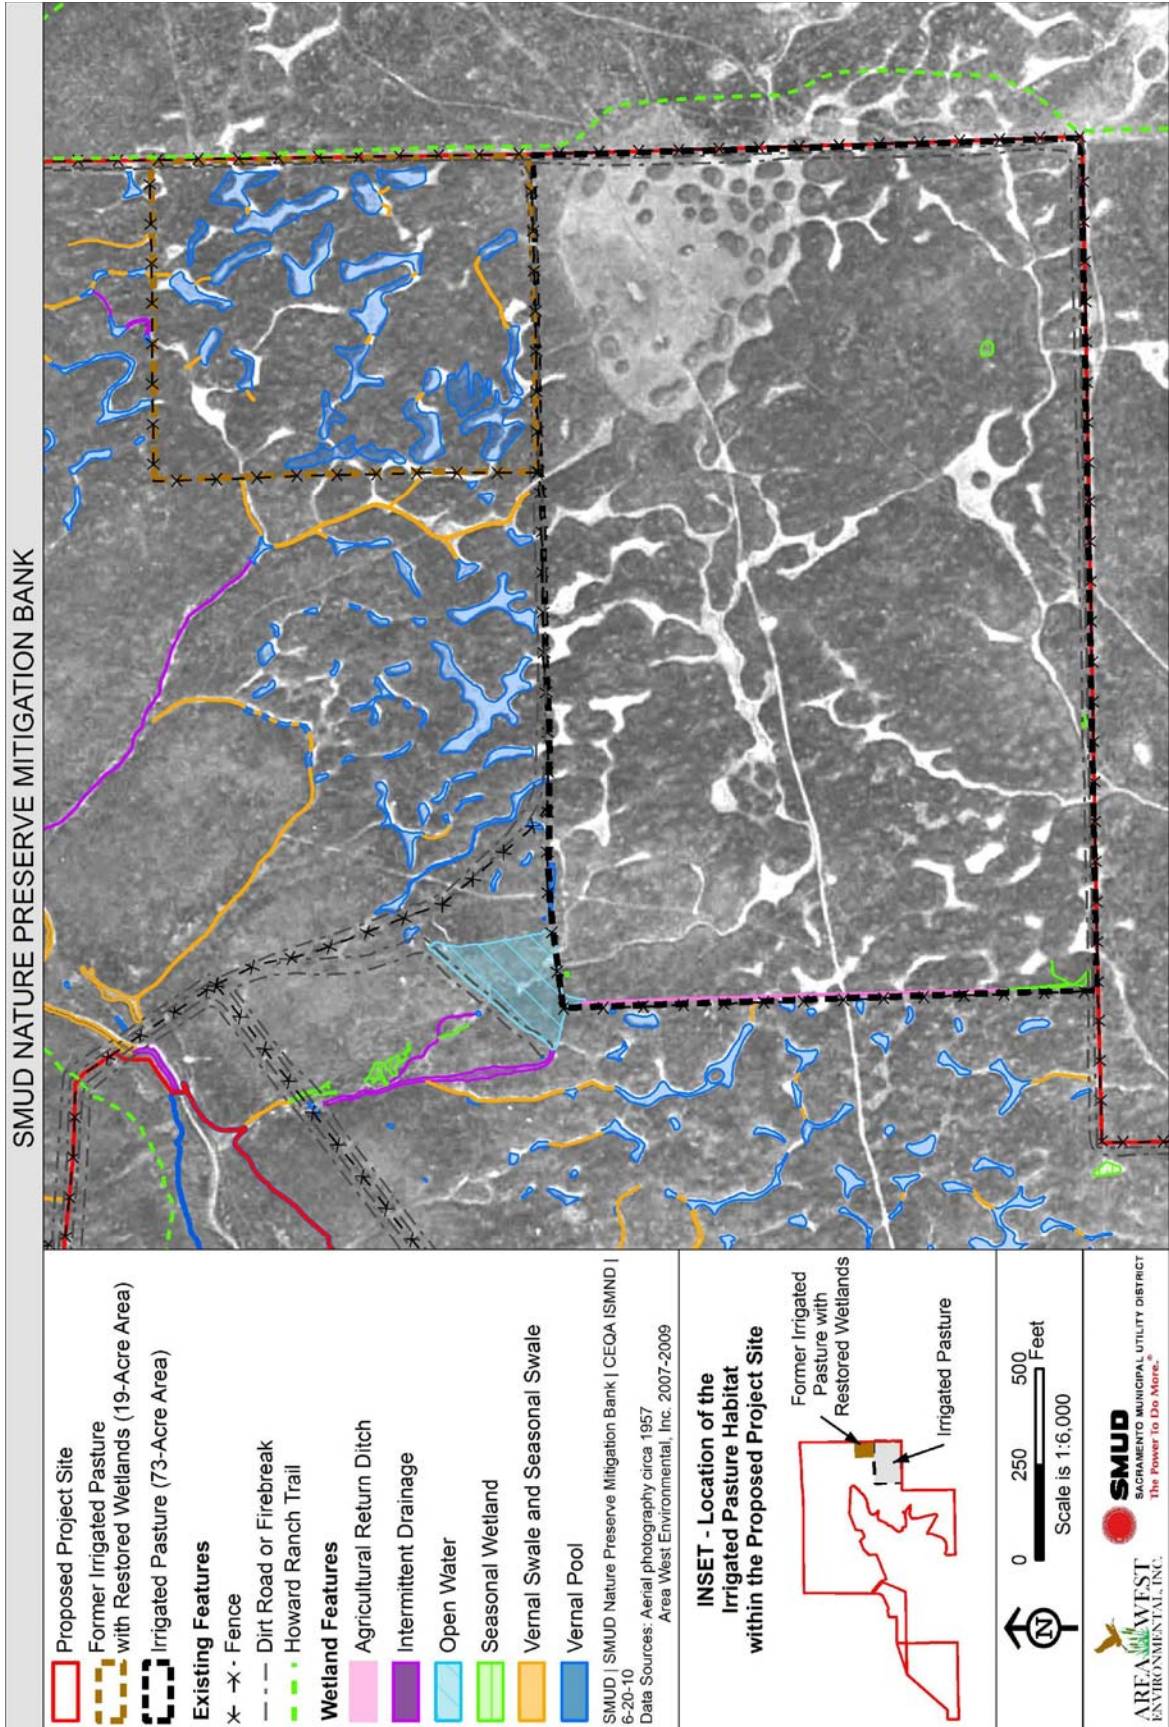 SMUD NATURE PRESERVE MITIGATION BANK
Proposed Project Site
Former Irrigated Pasture
with Restored Wetlands (19-Acre Area)
Irrigated Pasture (73-Acre Area)
Existing Features
Fence
Dirt Road or Firebreak
Howard Ranch Trail
Wetland Features
Agricultural Return Ditch
Intermittent Drainage
Open Water
Seasonal Wetland
Vernal Swale and Seasonal Swale
Vernal Pool
SMUD | SMUD Nature Preserve Mitigation Bank | CEQA ISMND |
6-20-10
Data Sources: Aerial photography circa 1957
Area West Environmental, Inc. 2007-2009
INSET - Location of the
Irrigated Pasture Habitat
within the Proposed Project Site
Former Irrigated
Pasture with
Restored Wetlands
Irrigated Pasture
N
0 250 500
Feet
Scale is 1:6,000
AREA WEST
ENVIRONMENTAL, INC.
SMUD
SACRAMENTO MUNICIPAL UTILITY DISTRICT
The Power To Do More.®